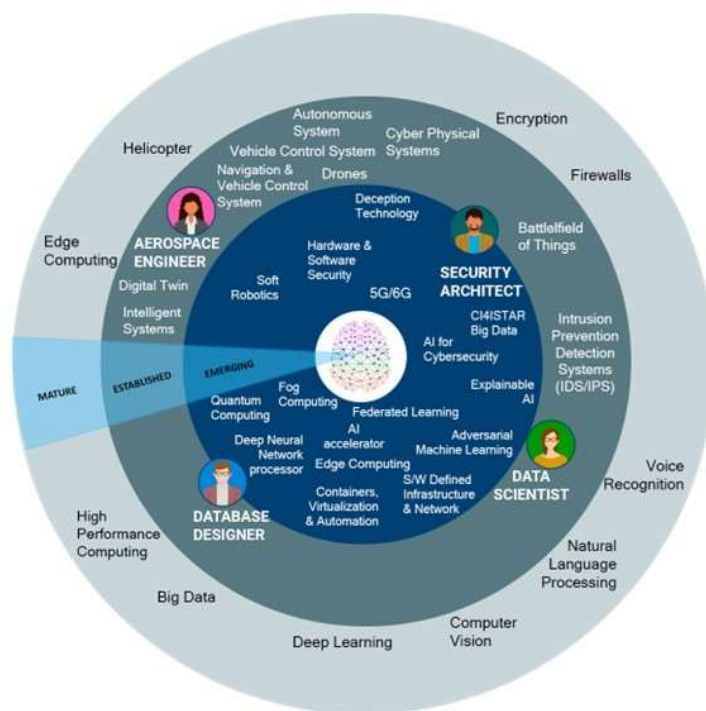 Autonomous
System
Encryption
Cyber Physical
Systems
Helicopter
Vehicle Control System
Firewalls
Navigation &
Vehicle Control
System
Drones
Deception
Technology
Edge
Computing
AEROSPACE
ENGINEER
Hardware &
Software
Security
Battlelfield
of Things
SECURITY
ARCHITECT
Digital Twin
Soft
Robotics
5G/6G
Intelligent
Systems
CI4ISTAR
Big Data
Intrusion
Prevention
Detection
Systems
(IDS/IPS)
AI for
Cybersecurity
MATURE
ESTABLISHED
EMERGING
Explainable
AI
Fog
Computing
Quantum
Computing
Federated Learning
AI
accelerator
Adversarial
Machine Learning
Deep Neural
Network
processor
Edge Computing
S/W Defined
Infrastructure
& Network
DATA
SCIENTIST
Voice
Recognition
Containers,
Virtualization
& Automation
DATABASE
DESIGNER
High
Performance
Computing
Natural
Language
Processing
Big Data
Computer
Vision
Deep Learning